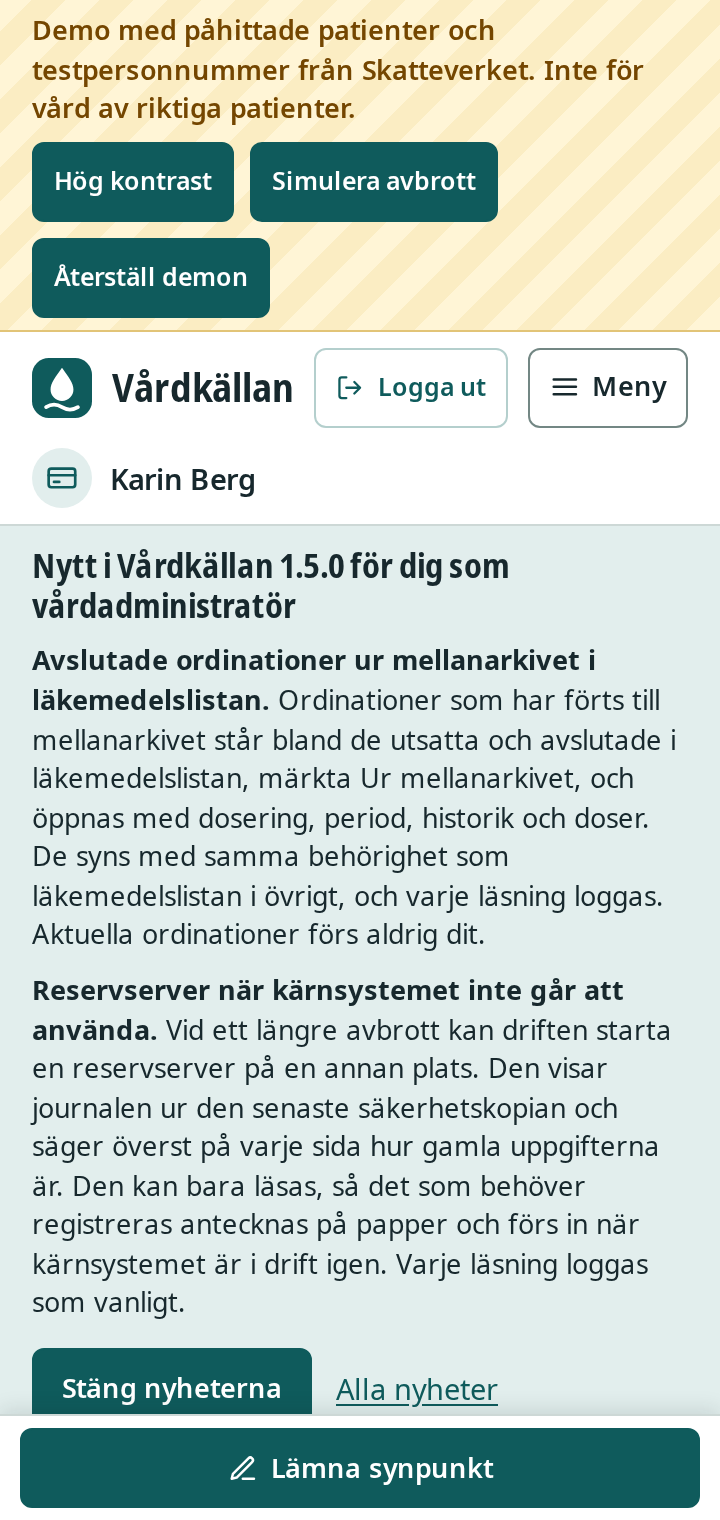 Demo med påhittade patienter och
testpersonnummer från Skatteverket. Inte för
vård av riktiga patienter.
Hög kontrast
Simulera avbrott
Återställ demon
Vårdkällan
Logga ut
Meny
Karin Berg
Nytt i Vårdkällan 1.5.0 för dig som
vårdadministratör
Avslutade ordinationer ur mellanarkivet i
läkemedelslistan. Ordinationer som har förts till
mellanarkivet står bland de utsatta och avslutade i
läkemedelslistan, märkta Ur mellanarkivet, och
öppnas med dosering, period, historik och doser.
De syns med samma behörighet som
läkemedelslistan i övrigt, och varje läsning loggas.
Aktuella ordinationer förs aldrig dit.
Reservserver när kärnsystemet inte går att
använda. Vid ett längre avbrott kan driften starta
en reservserver på en annan plats. Den visar
journalen ur den senaste säkerhetskopian och
säger överst på varje sida hur gamla uppgifterna
är. Den kan bara läsas, så det som behöver
registreras antecknas på papper och förs in när
kärnsystemet är i drift igen. Varje läsning loggas
som vanligt.
Stäng nyheterna
Alla nyheter
Lämna synpunkt